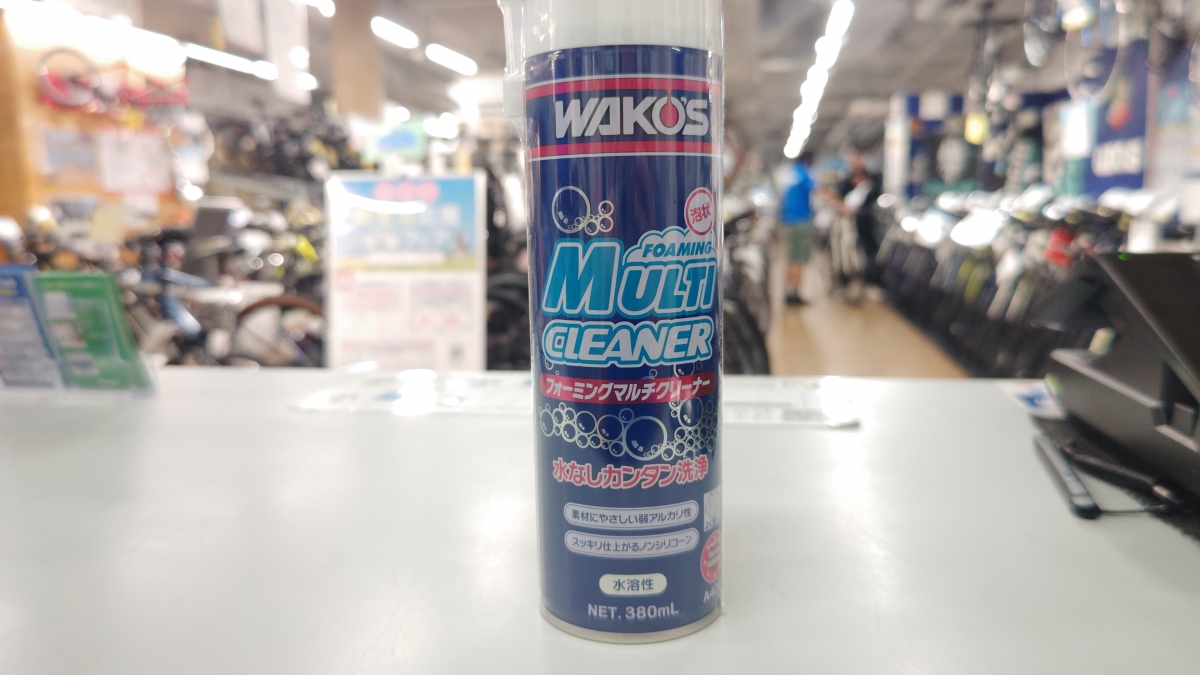 WAKO'S
泡状
FOAMING
MULTI
CLEANER
フォーミングマルチクリーナー
水なしカンタン洗浄
素材にやさしい弱アルカリ性
スッキリ仕上がるノンシリコーン
水溶性
NET. 380mL